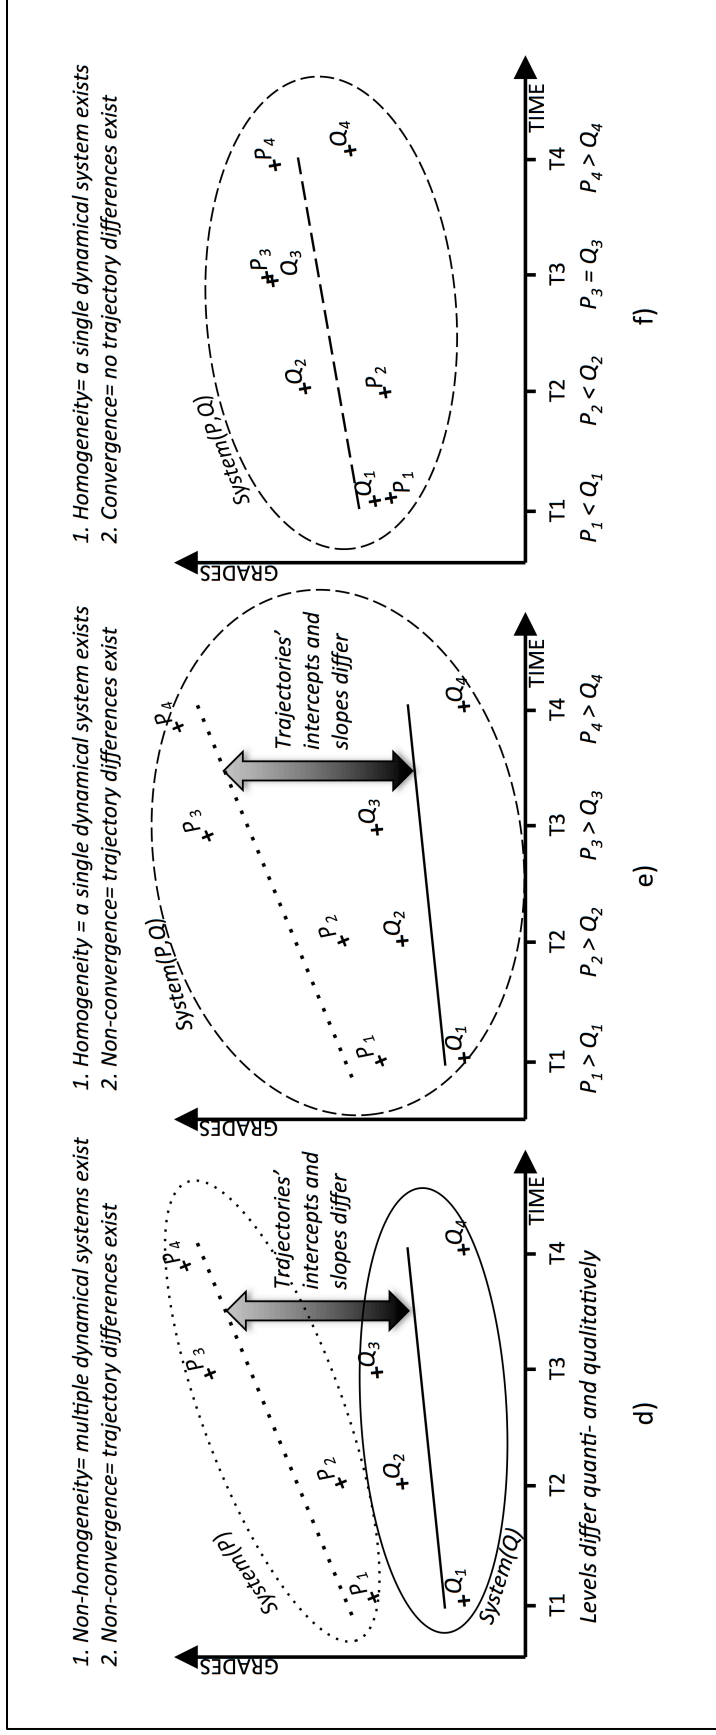 1. Non-homogeneity= multiple dynamical systems exist
2. Non-convergence= trajectory differences exist
GRADES
System(P)
P1
P2
P3
P4
Trajectories’
intercepts and
slopes differ
Q1
Q2
Q3
Q4
System(Q)
TIME
T1 T2 T3 T4
Levels differ quanti- and qualitatively
d)
1. Homogeneity = a single dynamical system exists
2. Non-convergence= trajectory differences exist
GRADES
System(P,Q)
P1
P2
P3
P4
Trajectories’
intercepts and
slopes differ
Q1
Q2
Q3
Q4
TIME
T1 T2 T3 T4
P1 > Q1 P2 > Q2 P3 > Q3 P4 > Q4
e)
1. Homogeneity= a single dynamical system exists
2. Convergence= no trajectory differences exist
GRADES
System(P,Q)
Q1
P1
Q2
P2
P3
Q3
P4
Q4
TIME
T1 T2 T3 T4
P1 < Q1 P2 < Q2 P3 = Q3 P4 > Q4
f)